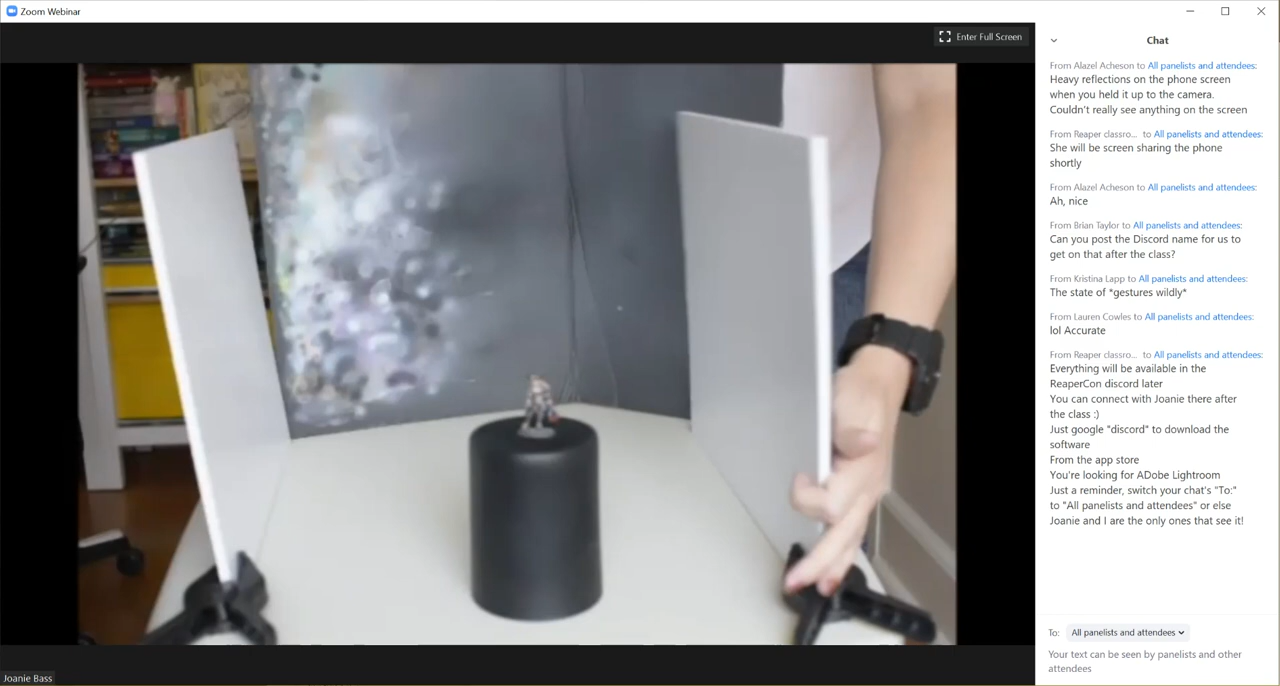 Zoom Webinar
Enter Full Screen
Chat
From Alazel Acheson to All panelists and attendees:
Heavy reflections on the phone screen
when you held it up to the camera.
Couldn't really see anything on the screen
From Reaper classro... to All panelists and attendees:
She will be screen sharing the phone
shortly
From Alazel Acheson to All panelists and attendees:
Ah, nice
From Brian Taylor to All panelists and attendees:
Can you post the Discord name for us to
get on that after the class?
From Kristina Lapp to All panelists and attendees:
The state of *gestures wildly*
From Lauren Cowles to All panelists and attendees:
lol Accurate
From Reaper classro... to All panelists and attendees:
Everything will be available in the
ReaperCon discord later
You can connect with Joanie there after
the class :)
Just google "discord" to download the
software
From the app store
You're looking for ADobe Lightroom
Just a reminder, switch your chat's "To:"
to "All panelists and attendees" or else
Joanie and I are the only ones that see it!
To: All panelists and attendees
Your text can be seen by panelists and other
attendees
Joanie Bass